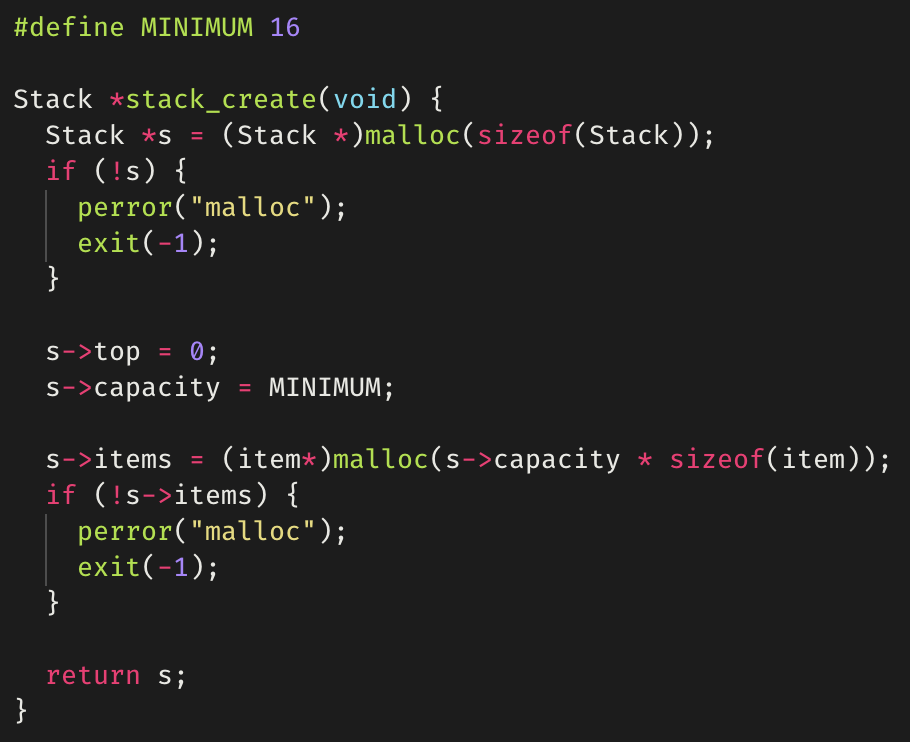 #define MINIMUM 16

Stack *stack_create(void) {
  Stack *s = (Stack *)malloc(sizeof(Stack));
  if (!s) {
    perror("malloc");
    exit(-1);
  }

  s->top = 0;
  s->capacity = MINIMUM;

  s->items = (item*)malloc(s->capacity * sizeof(item));
  if (!s->items) {
    perror("malloc");
    exit(-1);
  }

  return s;
}